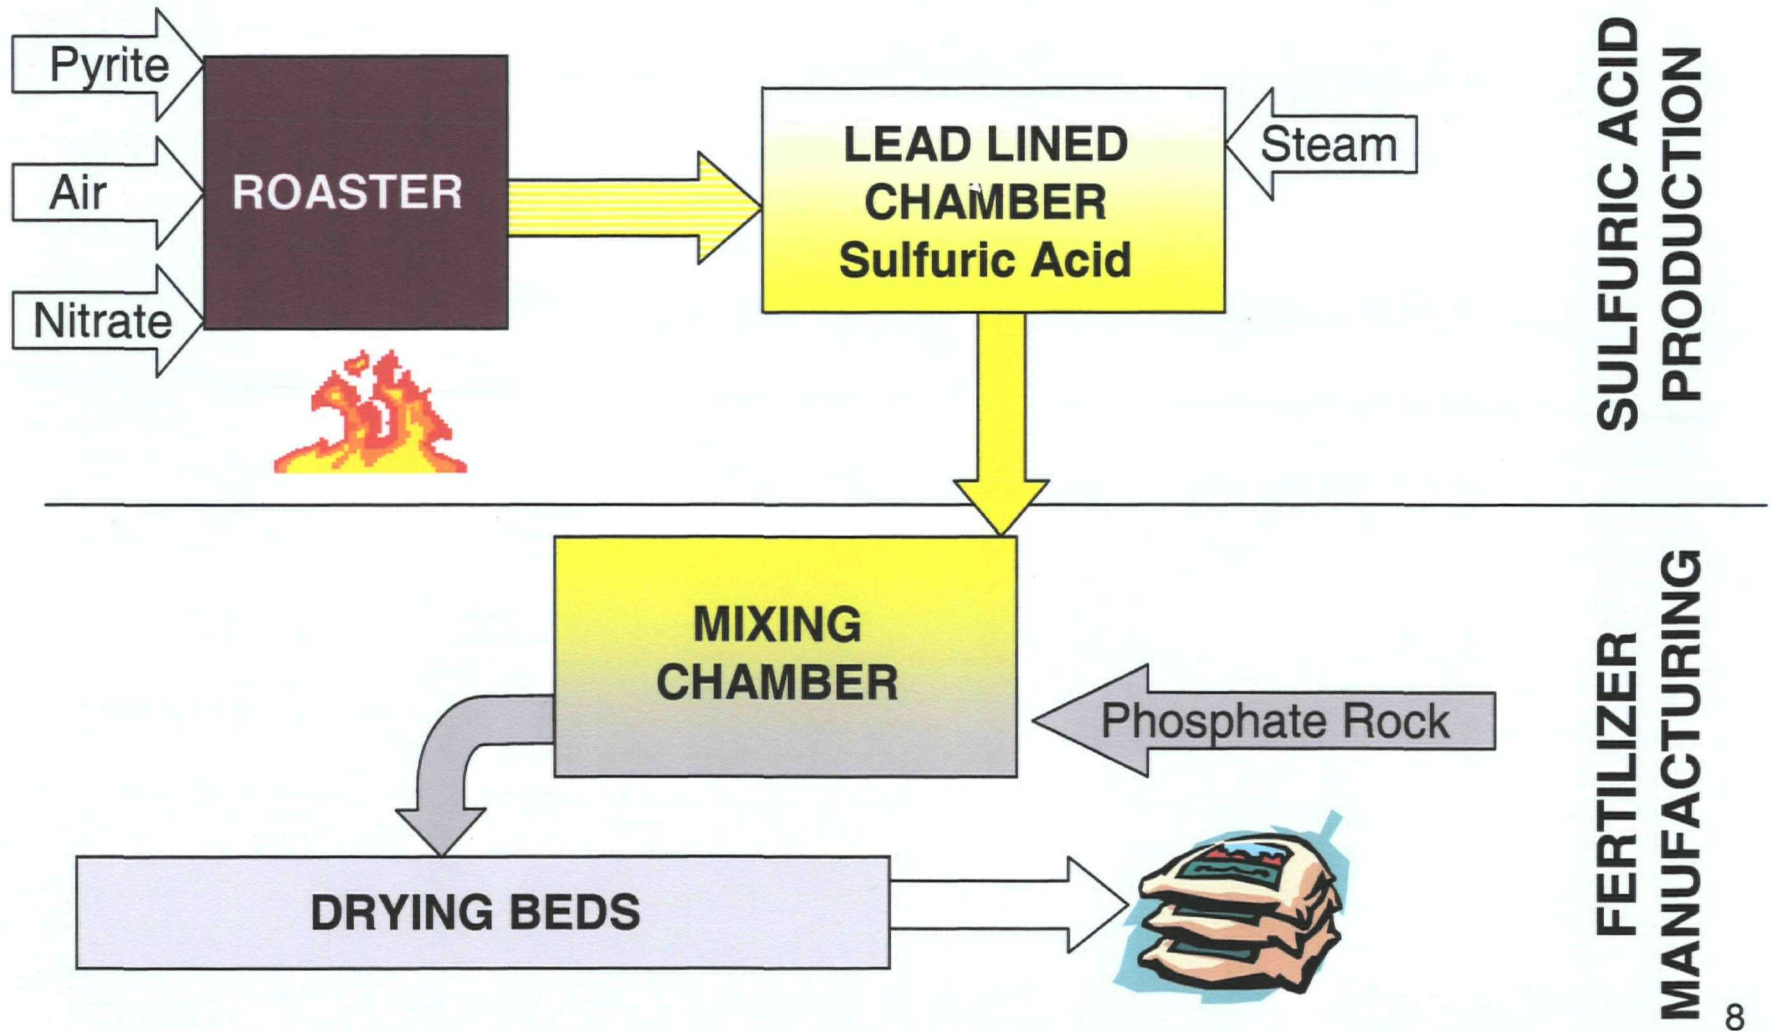 Pyrite
Air
Nitrate
ROASTER
LEAD LINED
CHAMBER
Sulfuric Acid
Steam
SULFURIC ACID
PRODUCTION
MIXING
CHAMBER
Phosphate Rock
DRYING BEDS
FERTILIZER
MANUFACTURING
8